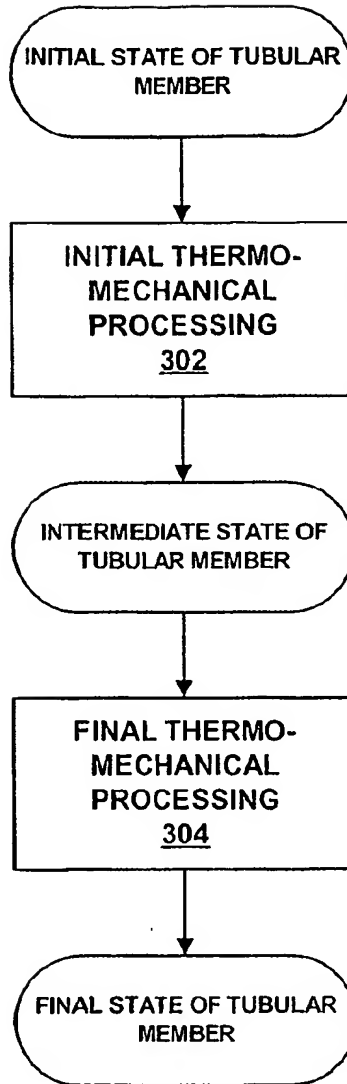 INITIAL STATE OF TUBULAR
MEMBER
INITIAL THERMO-
MECHANICAL
PROCESSING
302
INTERMEDIATE STATE OF
TUBULAR MEMBER
FINAL THERMO-
MECHANICAL
PROCESSING
304
FINAL STATE OF TUBULAR
MEMBER